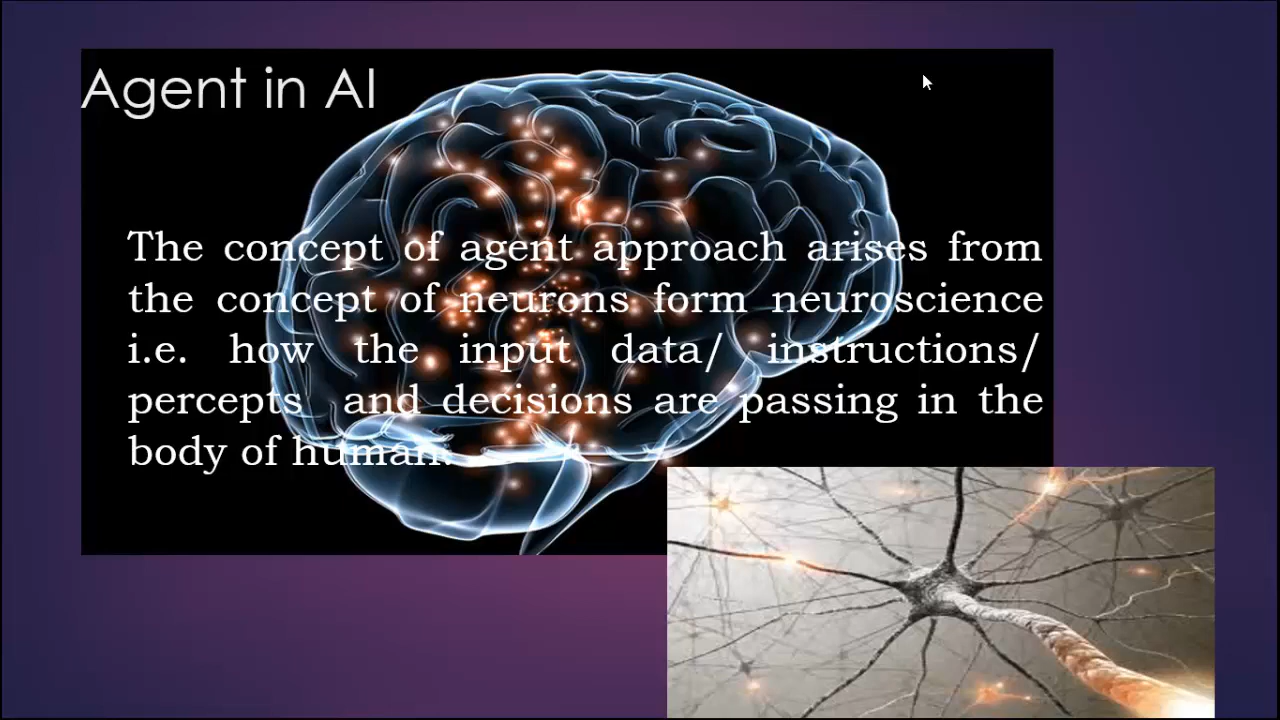 Agent in AI
The concept of agent approach arises from
the concept of neurons form neuroscience
i.e. how the input data/ instructions/
percepts and decisions are passing in the
body of human.